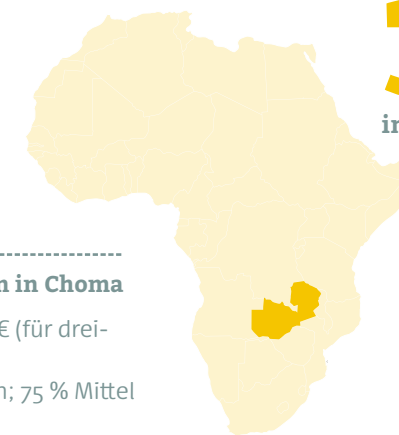 in
n in Choma
€ (für drei-
n; 75 % Mittel